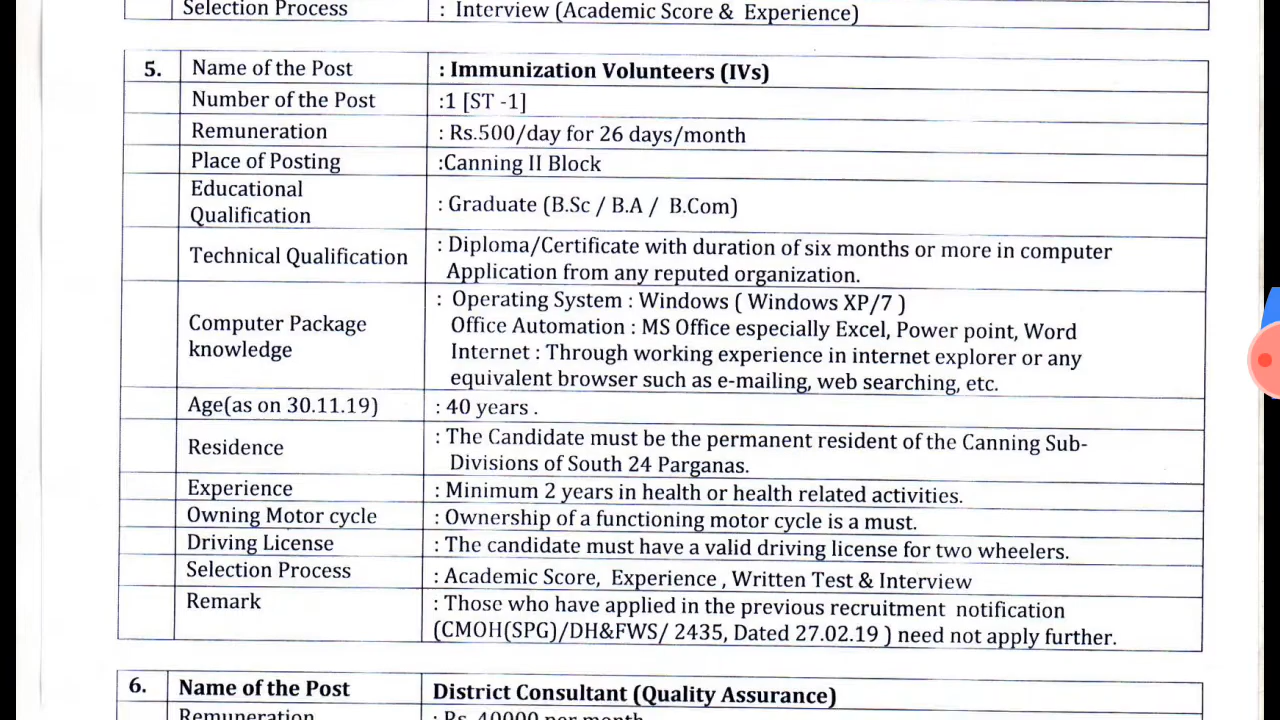 Selection Process : Interview (Academic Score & Experience)
5. Name of the Post : Immunization Volunteers (IVs)
Number of the Post :1 [ST -1]
Remuneration : Rs.500/day for 26 days/month
Place of Posting :Canning II Block
Educational
Qualification : Graduate (B.Sc / B.A / B.Com)
Technical Qualification : Diploma/Certificate with duration of six months or more in computer
Application from any reputed organization.
Computer Package
knowledge
: Operating System : Windows ( Windows XP/7 )
Office Automation : MS Office especially Excel, Power point, Word
Internet : Through working experience in internet explorer or any
equivalent browser such as e-mailing, web searching, etc.
Age(as on 30.11.19) : 40 years .
Residence : The Candidate must be the permanent resident of the Canning Sub-
Divisions of South 24 Parganas.
Experience : Minimum 2 years in health or health related activities.
Owning Motor cycle : Ownership of a functioning motor cycle is a must.
Driving License : The candidate must have a valid driving license for two wheelers.
Selection Process : Academic Score, Experience , Written Test & Interview
Remark : Those who have applied in the previous recruitment notification
(CMOH(SPG)/DH&FWS/ 2435, Dated 27.02.19 ) need not apply further.
6. Name of the Post District Consultant (Quality Assurance)
Remuneration : Rs. 40000 per month